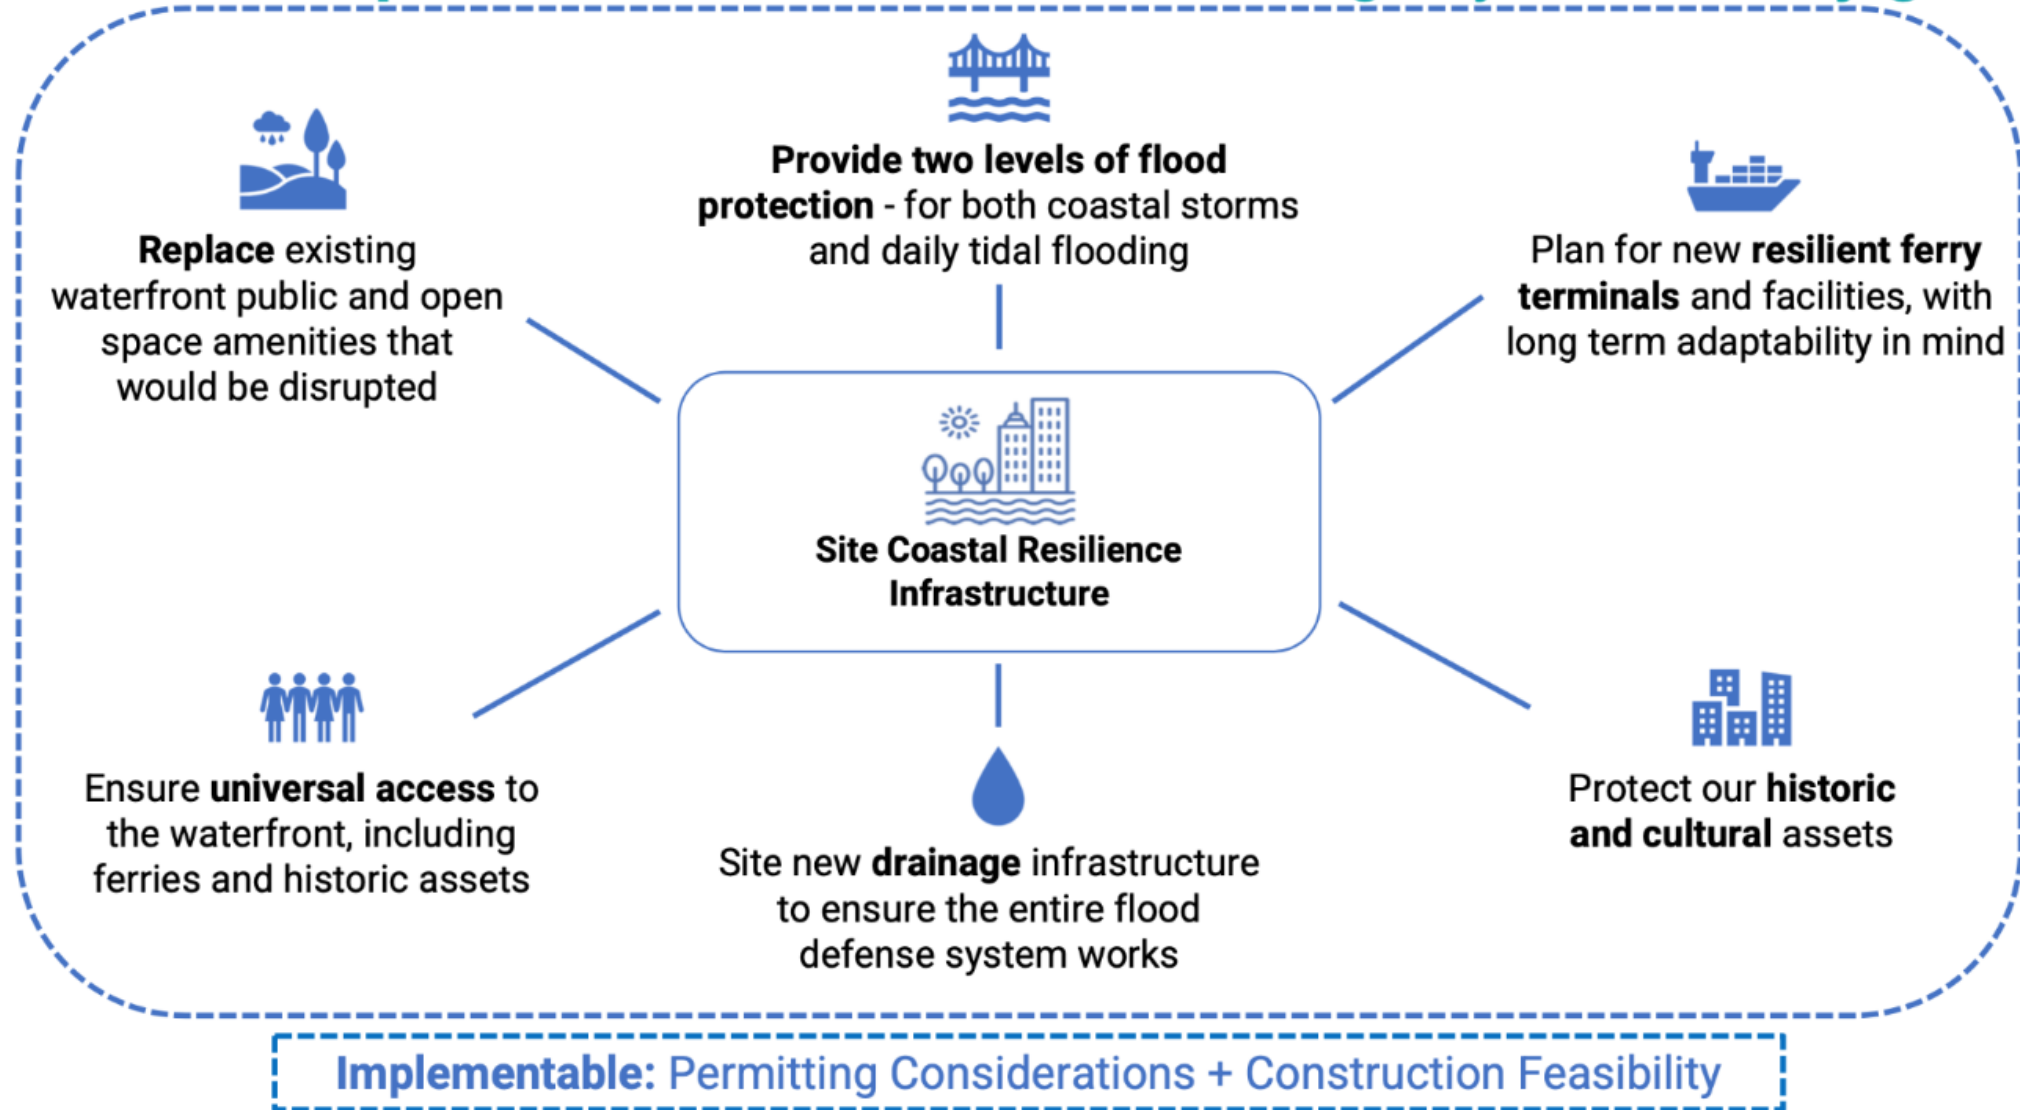 Provide two levels of flood
protection - for both coastal storms
and daily tidal flooding
Replace existing
waterfront public and open
space amenities that
would be disrupted
Plan for new resilient ferry
terminals and facilities, with
long term adaptability in mind
Site Coastal Resilience
Infrastructure
Ensure universal access to
the waterfront, including
ferries and historic assets
Site new drainage infrastructure
to ensure the entire flood
defense system works
Protect our historic
and cultural assets
Implementable: Permitting Considerations + Construction Feasibility